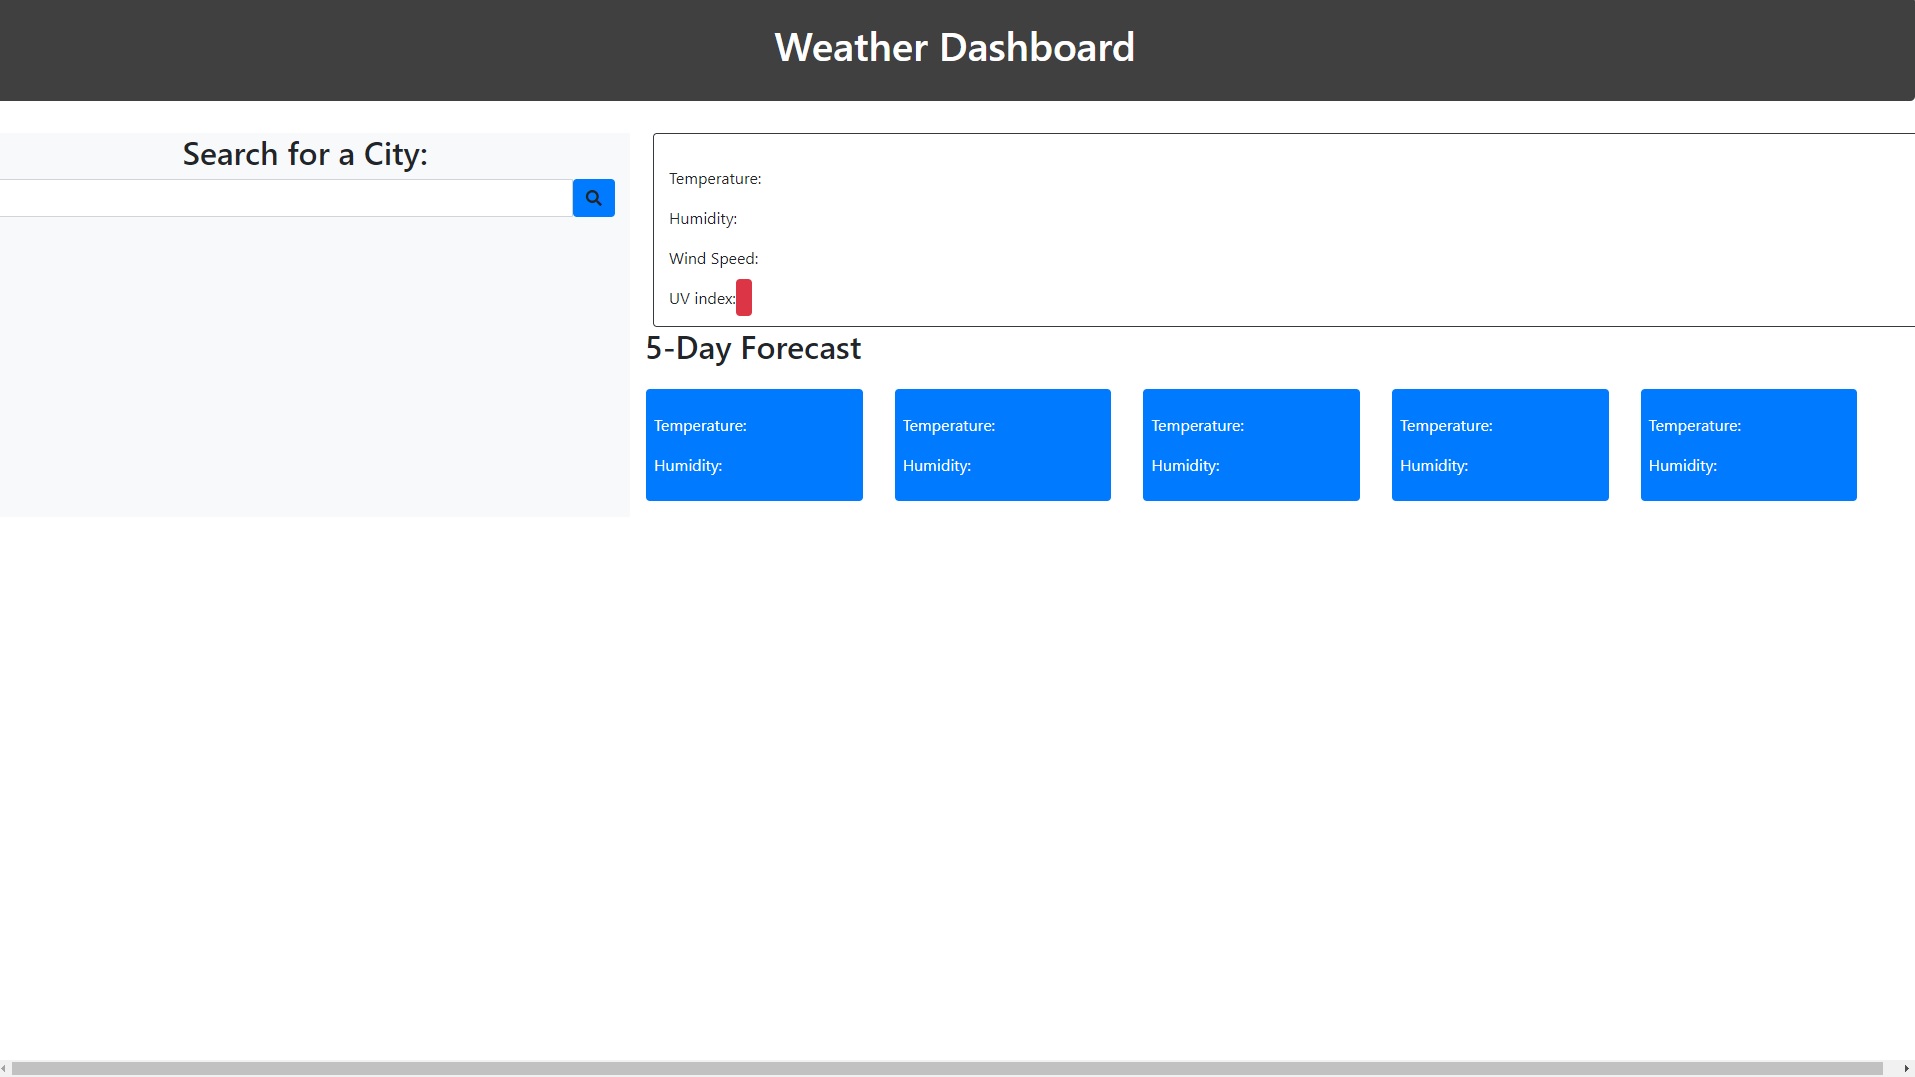 Weather Dashboard
Search for a City:
Temperature:
Humidity:
Wind Speed:
UV index:
5-Day Forecast
Temperature:
Humidity:
Temperature:
Humidity:
Temperature:
Humidity:
Temperature:
Humidity:
Temperature:
Humidity: